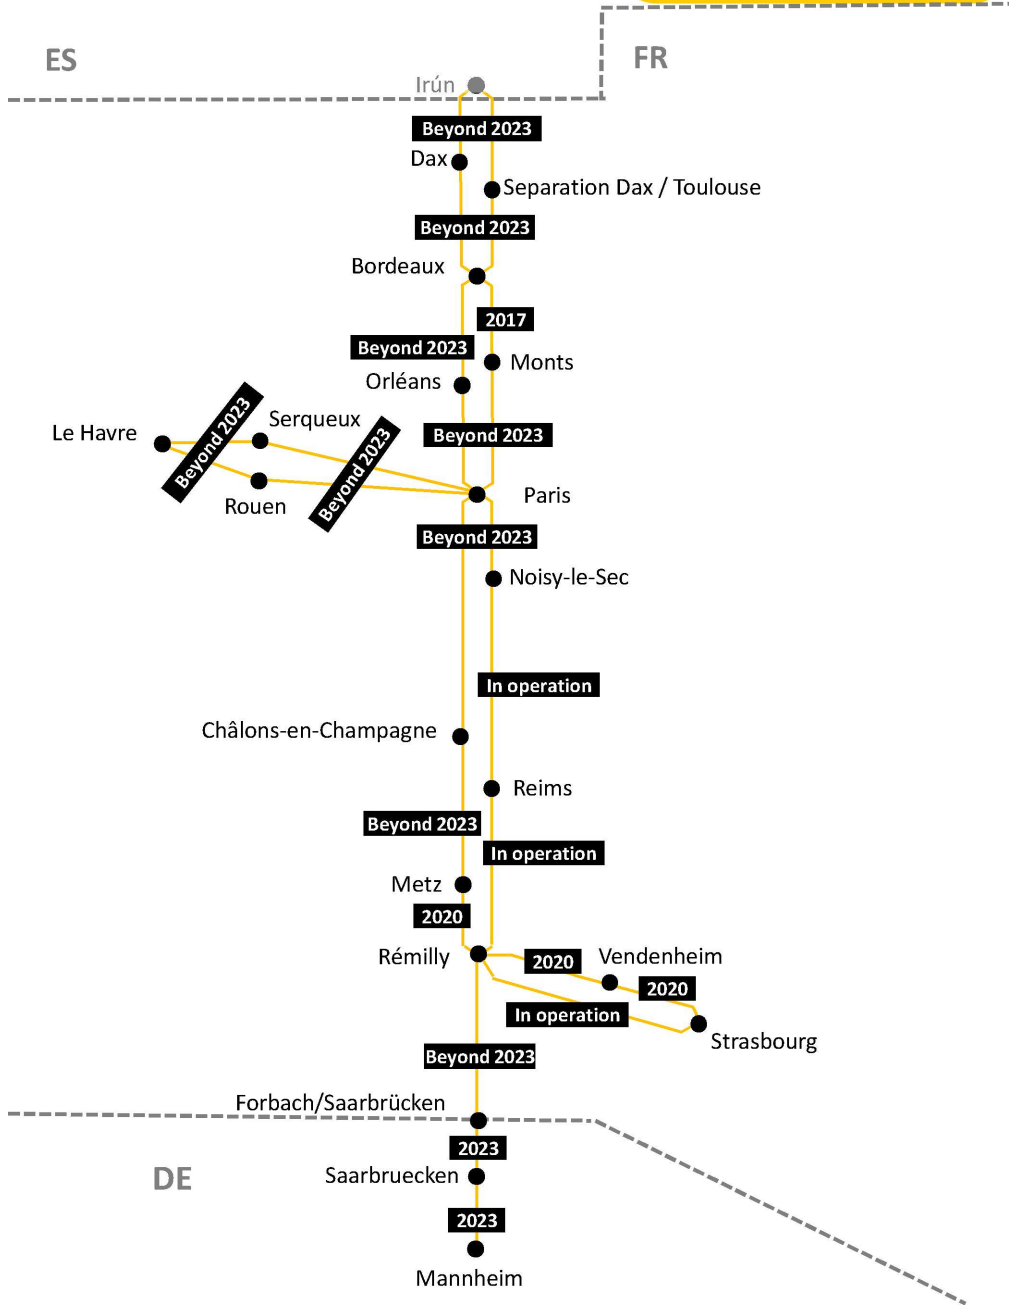 ES
FR
Irún
Beyond 2023
Dax
Separation Dax / Toulouse
Beyond 2023
Bordeaux
2017
Beyond 2023
Monts
Orléans
Beyond 2023
Serqueux
Le Havre
Beyond 2023
Beyond 2023
Rouen
Paris
Beyond 2023
Noisy-le-Sec
In operation
Châlons-en-Champagne
Reims
Beyond 2023
In operation
Metz
2020
Rémilly
2020
Vendenheim
2020
In operation
Strasbourg
Beyond 2023
Forbach/Saarbrücken
2023
DE
Saarbruecken
2023
Mannheim